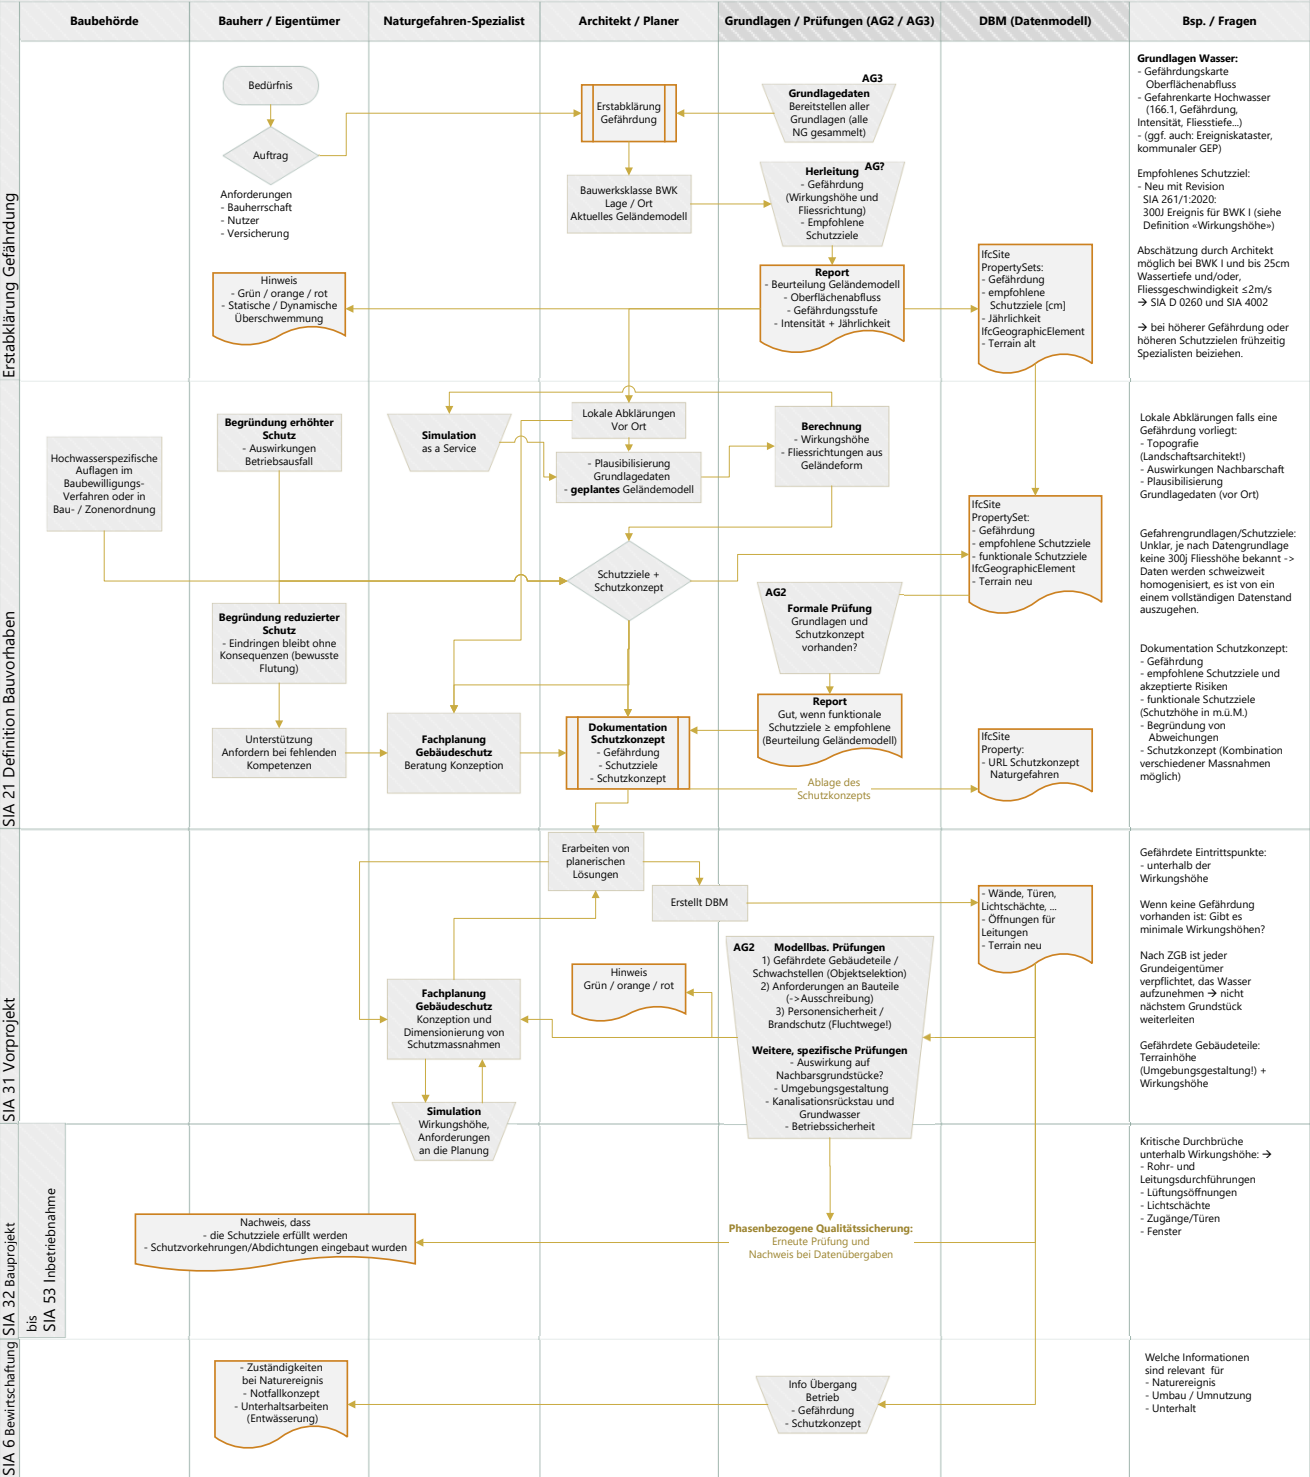 Baubehörde
Bauherr / Eigentümer
Naturgefahren-Spezialist
Architekt / Planer
Grundlagen / Prüfungen (AG2 / AG3)
DBM (Datenmodell)
Bsp. / Fragen
Erstabklärung Gefährdung
Bedürfnis
Auftrag
Anforderungen
- Bauherrschaft
- Nutzer
- Versicherung
Erstabklärung
Gefährdung
AG3
Grundlagedaten
Bereitstellen aller
Grundlagen (alle
NG gesammelt)
Bauwerksklasse BWK
Lage / Ort
Aktuelles Geländemodell
AG?
Herleitung
- Gefährdung
(Wirkungshöhe und
Fliessrichtung)
- Empfohlene
Schutzziele
Hinweis
- Grün / orange / rot
- Statische / Dynamische
Überschwemmung
Report
- Beurteilung Geländemodell
- Oberflächenabfluss
- Gefährdungsstufe
- Intensität + Jährlichkeit
IfcSite
PropertySets:
- Gefährdung
- empfohlene
Schutzziele [cm]
- Jährlichkeit
IfcGeographicElement
- Terrain alt
Grundlagen Wasser:
- Gefährdungskarte
Oberflächenabfluss
- Gefahrenkarte Hochwasser
(166.1, Gefährdung,
Intensität, Fliesstiefe...)
- (ggf. auch: Ereigniskataster,
kommunaler GEP)
Empfohlenes Schutzziel:
- Neu mit Revision
SIA 261/1:2020:
300J Ereignis für BWK I (siehe
Definition «Wirkungshöhe»)
Abschätzung durch Architekt
möglich bei BWK I und bis 25cm
Wassertiefe und/oder,
Fliessgeschwindigkeit ≤2m/s
→ SIA D 0260 und SIA 4002
→ bei höherer Gefährdung oder
höheren Schutzzielen frühzeitig
Spezialisten beiziehen.
SIA 21 Definition Bauvorhaben
Hochwasserspezifische
Auflagen im
Baubewilligungs-
Verfahren oder in
Bau- / Zonenordnung
Begründung erhöhter
Schutz
- Auswirkungen
Betriebsausfall
Simulation
as a Service
Lokale Abklärungen
Vor Ort
- Plausibilisierung
Grundlagedaten
- geplantes Geländemodell
Berechnung
- Wirkungshöhe
- Fliessrichtungen aus
Geländeform
IfcSite
PropertySet:
- Gefährdung
- empfohlene Schutzziele
- funktionale Schutzziele
IfcGeographicElement
- Terrain neu
Schutzziele +
Schutzkonzept
AG2
Formale Prüfung
Grundlagen und
Schutzkonzept
vorhanden?
Begründung reduzierter
Schutz
- Eindringen bleibt ohne
Konsequenzen (bewusste
Flutung)
Unterstützung
Anfordern bei fehlenden
Kompetenzen
Fachplanung
Gebäudeschutz
Beratung Konzeption
Dokumentation
Schutzkonzept
- Gefährdung
- Schutzziele
- Schutzkonzept
Report
Gut, wenn funktionale
Schutzziele ≥ empfohlene
(Beurteilung Geländemodell)
Ablage des
Schutzkonzepts
IfcSite
Property:
- URL Schutzkonzept
Naturgefahren
Lokale Abklärungen falls eine
Gefährdung vorliegt:
- Topografie
(Landschaftsarchitekt!)
- Auswirkungen Nachbarschaft
- Plausibilisierung
Grundlagedaten (vor Ort)
Gefahrengrundlagen/Schutzziele:
Unklar, je nach Datengrundlage
keine 300j Fliesshöhe bekannt ->
Daten werden schweizweit
homogenisiert, es ist von ein
einem vollständigen Datenstand
auszugehen.
Dokumentation Schutzkonzept:
- Gefährdung
- empfohlene Schutzziele und
akzeptierte Risiken
- funktionale Schutzziele
(Schutzhöhe in m.ü.M.)
- Begründung von
Abweichungen
- Schutzkonzept (Kombination
verschiedener Massnahmen
möglich)
SIA 31 Vorprojekt
Erarbeiten von
planerischen
Lösungen
Erstellt DBM
- Wände, Türen,
Lichtschächte, ...
- Öffnungen für
Leitungen
- Terrain neu
Hinweis
Grün / orange / rot
AG2 Modellbas. Prüfungen
1) Gefährdete Gebäudeteile /
Schwachstellen (Objektselektion)
2) Anforderungen an Bauteile
(->Ausschreibung)
3) Personensicherheit /
Brandschutz (Fluchtwege!)
Weitere, spezifische Prüfungen
- Auswirkung auf
Nachbarsgrundstücke?
- Umgebungsgestaltung
- Kanalisationsrückstau und
Grundwasser
- Betriebssicherheit
Fachplanung
Gebäudeschutz
Konzeption und
Dimensionierung von
Schutzmassnahmen
Simulation
Wirkungshöhe,
Anforderungen
an die Planung
Gefährdete Eintrittspunkte:
- unterhalb der
Wirkungshöhe
Wenn keine Gefährdung
vorhanden ist: Gibt es
minimale Wirkungshöhen?
Nach ZGB ist jeder
Grundeigentümer
verpflichtet, das Wasser
aufzunehmen → nicht
nächstem Grundstück
weiterleiten
Gefährdete Gebäudeteile:
Terrainhöhe
(Umgebungsgestaltung!) +
Wirkungshöhe
SIA 32 Bauprojekt
bis
SIA 53 Inbetriebnahme
Nachweis, dass
- die Schutzziele erfüllt werden
- Schutzvorkehrungen/Abdichtungen eingebaut wurden
Phasenbezogene Qualitätssicherung:
Erneute Prüfung und
Nachweis bei Datenübergaben
Kritische Durchbrüche
unterhalb Wirkungshöhe: →
- Rohr- und
Leitungsdurchführungen
- Lüftungsöffnungen
- Lichtschächte
- Zugänge/Türen
- Fenster
SIA 6 Bewirtschaftung
- Zuständigkeiten
bei Naturereignis
- Notfallkonzept
- Unterhaltsarbeiten
(Entwässerung)
Info Übergang
Betrieb
- Gefährdung
- Schutzkonzept
Welche Informationen
sind relevant für
- Naturereignis
- Umbau / Umnutzung
- Unterhalt